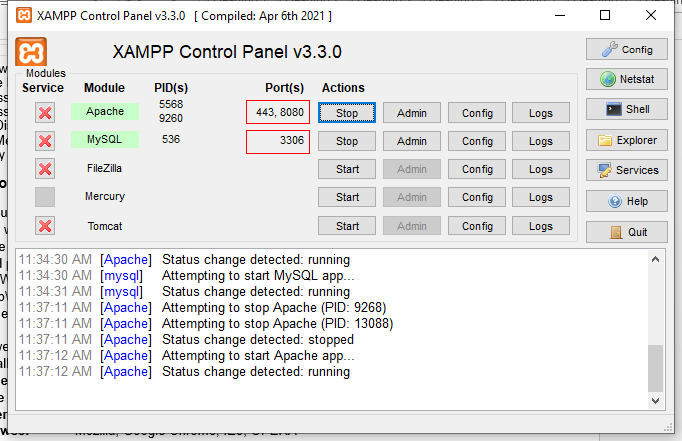 XAMPP Control Panel v3.3.0 [ Compiled: Apr 6th 2021 ]
XAMPP Control Panel v3.3.0
Config
Modules
Service Module PID(s) Port(s) Actions
Netstat
Apache 5568 9260 443, 8080 Stop Admin Config Logs
Shell
MySQL 536 3306 Stop Admin Config Logs
Explorer
FileZilla Start Admin Config Logs
Services
Mercury Start Admin Config Logs
Help
Tomcat Start Admin Config Logs
Quit
11:34:30 AM [Apache] Status change detected: running
11:34:30 AM [mysql] Attempting to start MySQL app...
11:34:31 AM [mysql] Status change detected: running
11:37:11 AM [Apache] Attempting to stop Apache (PID: 9268)
11:37:11 AM [Apache] Attempting to stop Apache (PID: 13088)
11:37:11 AM [Apache] Status change detected: stopped
11:37:12 AM [Apache] Attempting to start Apache app...
11:37:12 AM [Apache] Status change detected: running